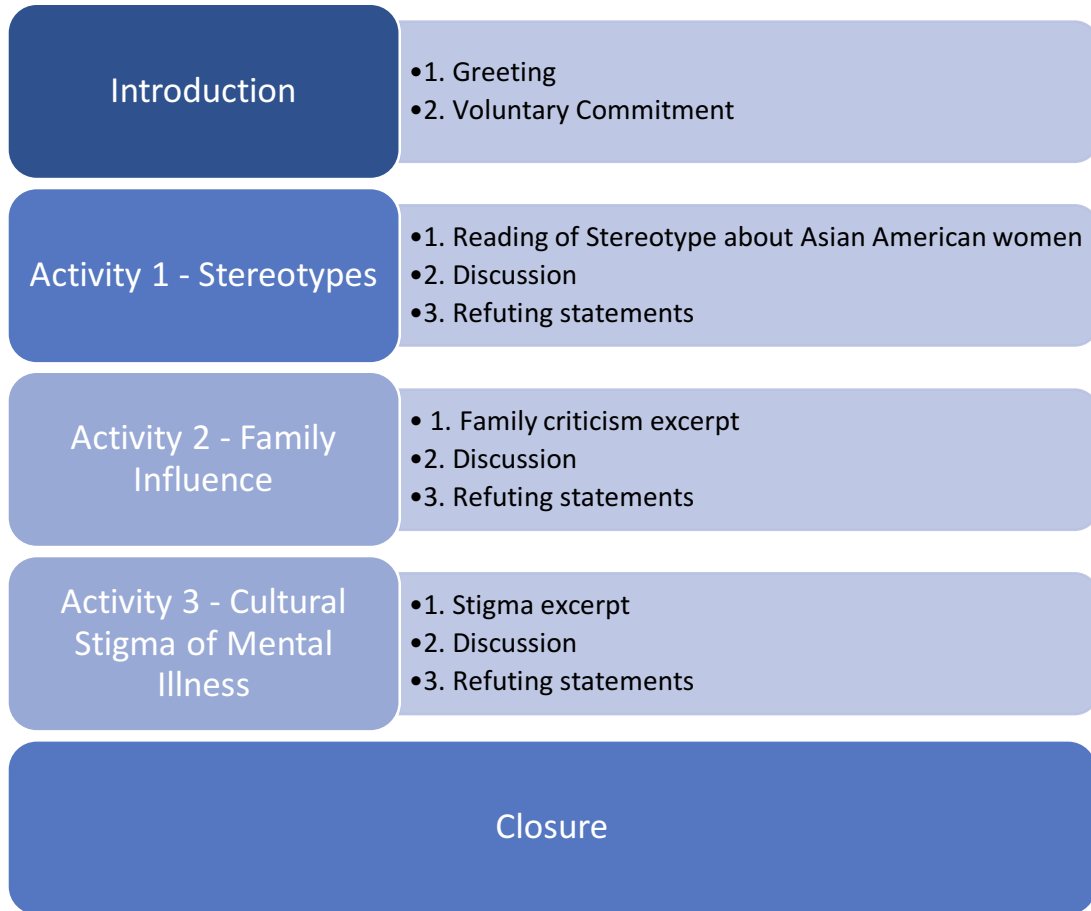 Introduction
•1. Greeting
•2. Voluntary Commitment
Activity 1 - Stereotypes
•1. Reading of Stereotype about Asian American women
•2. Discussion
•3. Refuting statements
Activity 2 - Family
Influence
• 1. Family criticism excerpt
•2. Discussion
•3. Refuting statements
Activity 3 - Cultural
Stigma of Mental
Illness
•1. Stigma excerpt
•2. Discussion
•3. Refuting statements
Closure